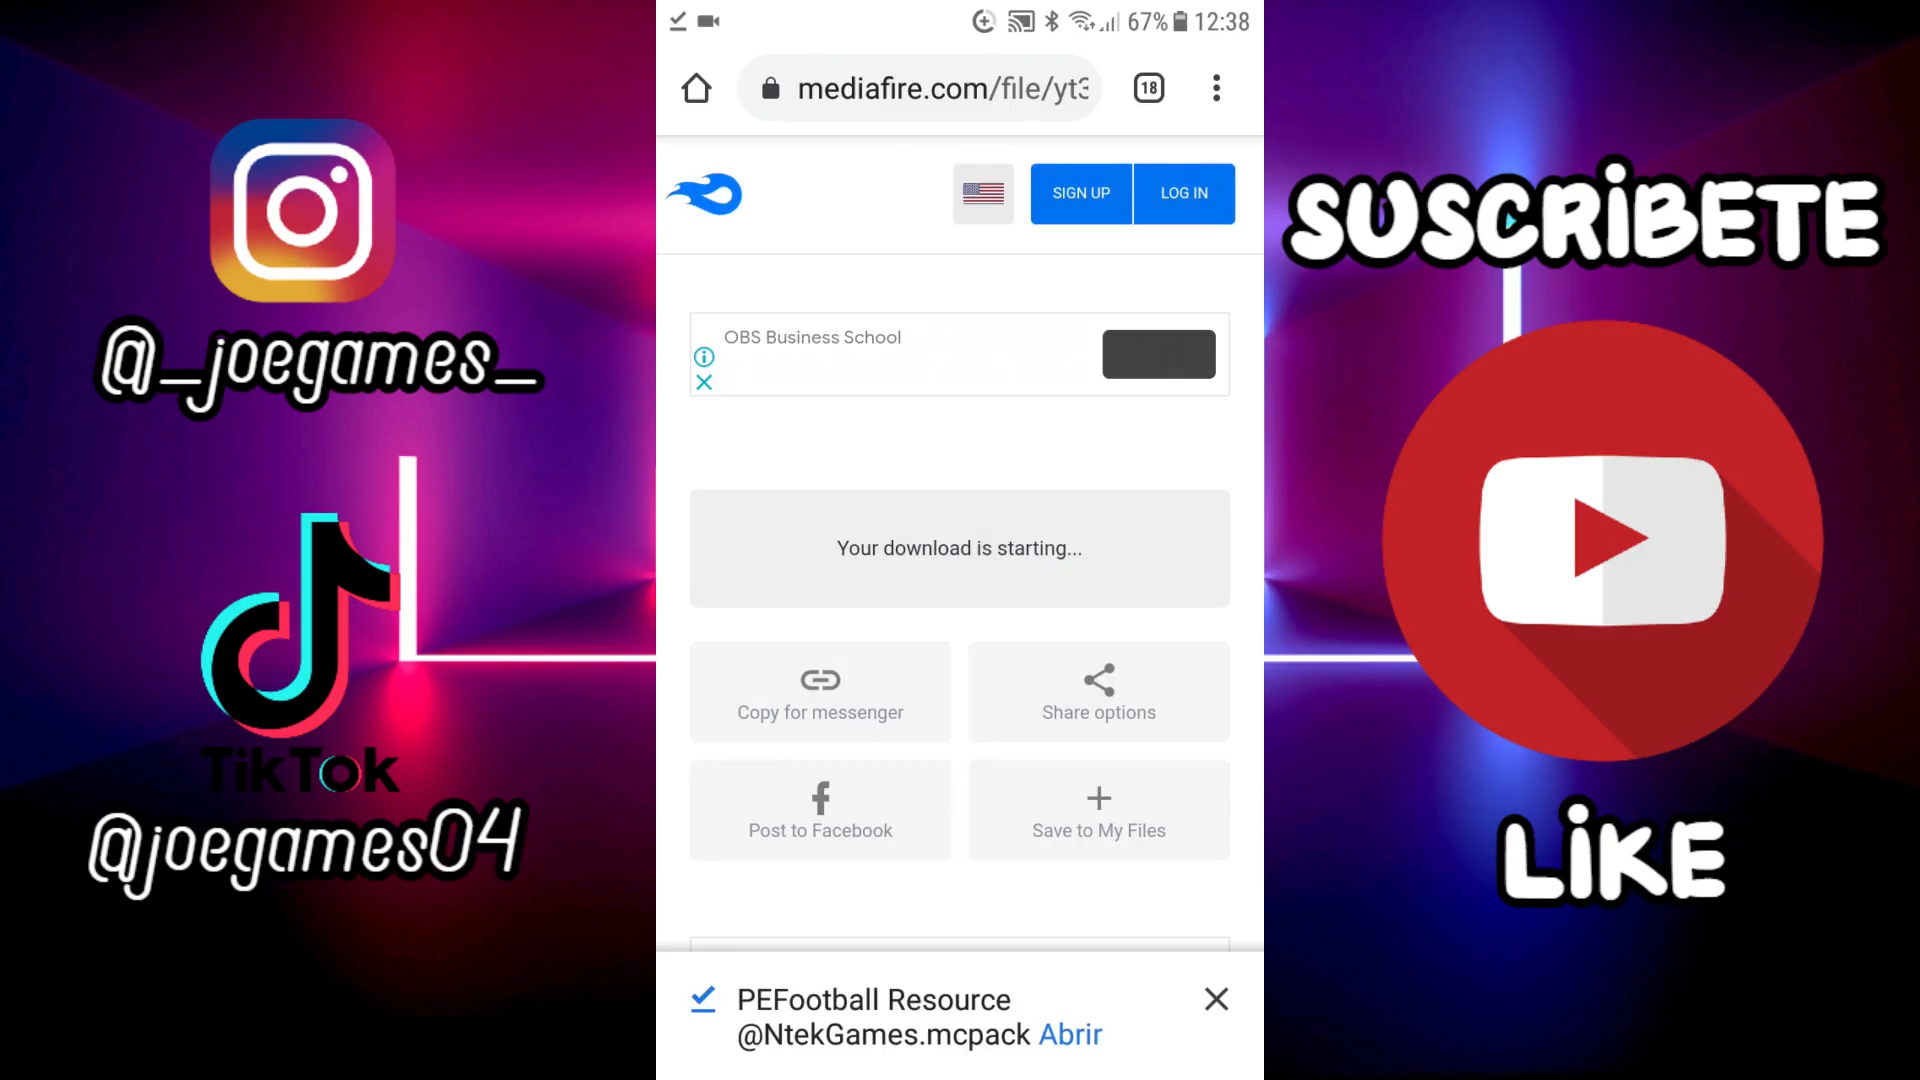 67% 12:38
mediafire.com/file/yt3
18
SIGN UP LOG IN
OBS Business School
Your download is starting...
Copy for messenger
Share options
Post to Facebook
Save to My Files
PEFootball Resource
@NtekGames.mcpack Abrir
@_joegames_
TikTok
@joegames04
SUSCRIBETE
LIKE